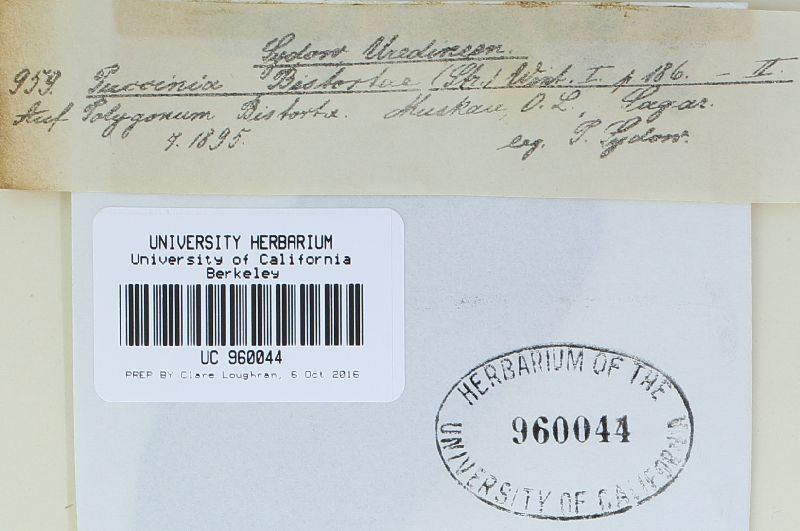 Sydow Uredineen.
959. Puccinia Bistortae (Str.) Wint. I. p 186. – II.
Auf Polygonum Bistorta. Muskau, O. L., Sagar.
7. 1895. leg. P. Sydow.
UNIVERSITY HERBARIUM
University of California
Berkeley
UC 960044
PREP BY Clare Loughran, 6 Oct 2016
HERBARIUM OF THE
960044
UNIVERSITY OF CALIFORNIA